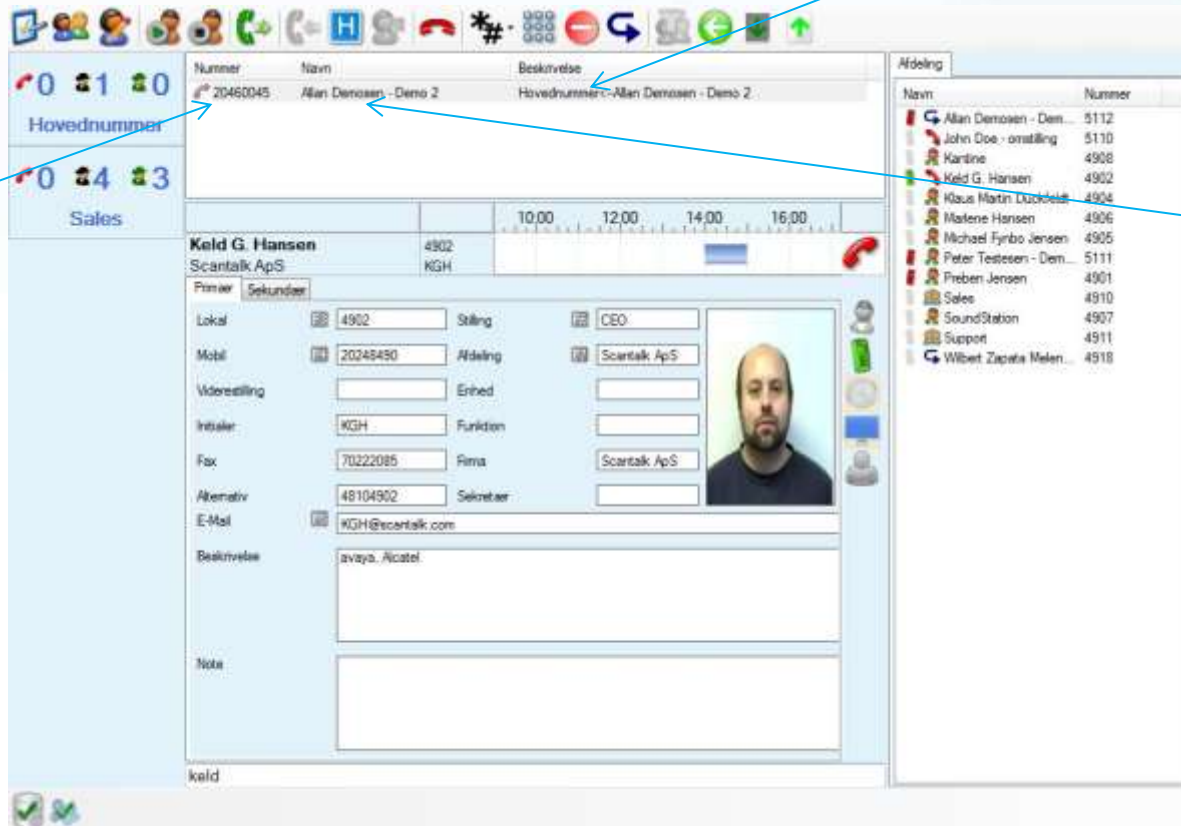 *#
H
0 1 0
Hovednummer
0 4 3
Sales
Nummer Navn Beskrivelse
20460045 Allan Demosen - Demo 2 Hovednummer: -Allan Demosen - Demo 2
10:00 12:00 14:00 16:00
Keld G. Hansen 4902
Scantalk ApS KGH
Primær Sekundær
Lokal 4902 Stilling CEO
Mobil 20248490 Afdeling Scantalk ApS
Viderestilling Enhed
Initialer KGH Funktion
Fax 70222085 Firma Scantalk ApS
Alternativ 48104902 Sekretær
E-Mail KGH@scantalk.com
Beskrivelse avaya, Alcatel
Note
keld
Afdeling
Navn Nummer
Allan Demosen - Dem... 5112
John Doe - omstilling 5110
Kantine 4908
Keld G. Hansen 4902
Klaus Martin 4904
Marlene Hansen 4906
Michael Fynbo Jensen 4905
Peter Testesen - Dem... 5111
Preben Jensen 4901
Sales 4910
SoundStation 4907
Support 4911
Wilbert Zapata Melen... 4918